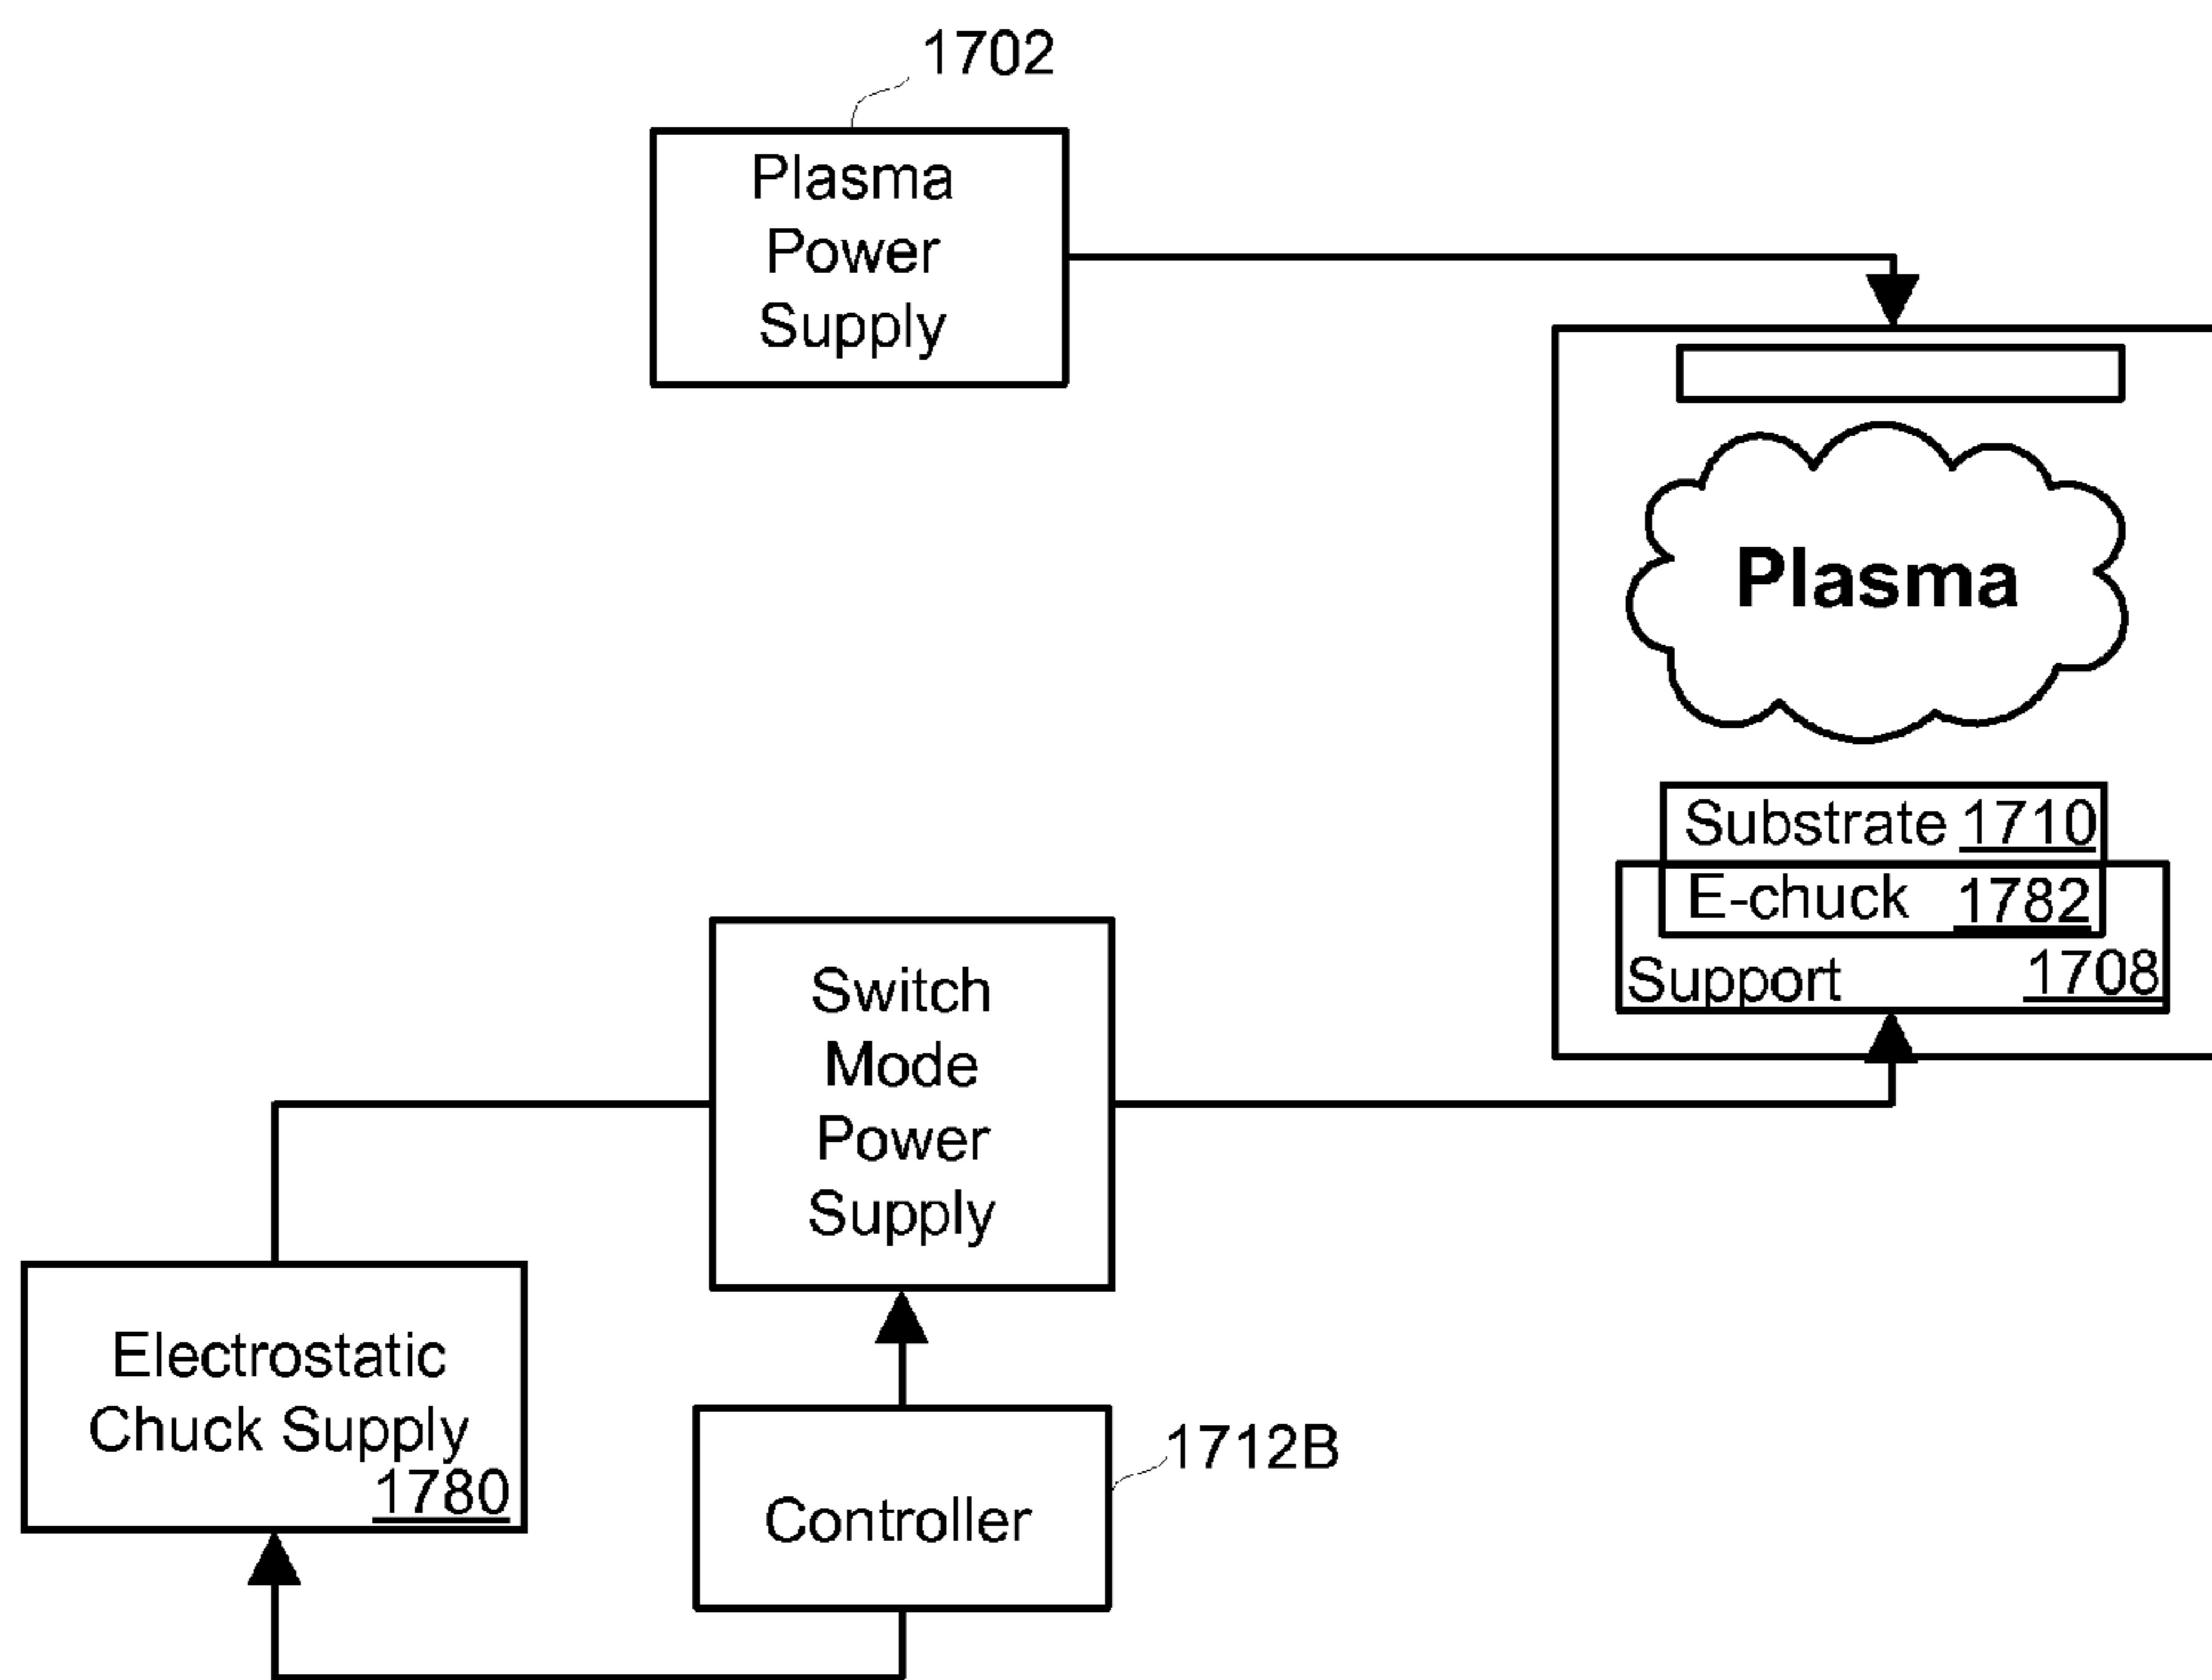 1702
Plasma
Power
Supply
Plasma
Substrate 1710
E-chuck 1782
Support 1708
Switch
Mode
Power
Supply
Electrostatic
Chuck Supply
1780
Controller
1712B